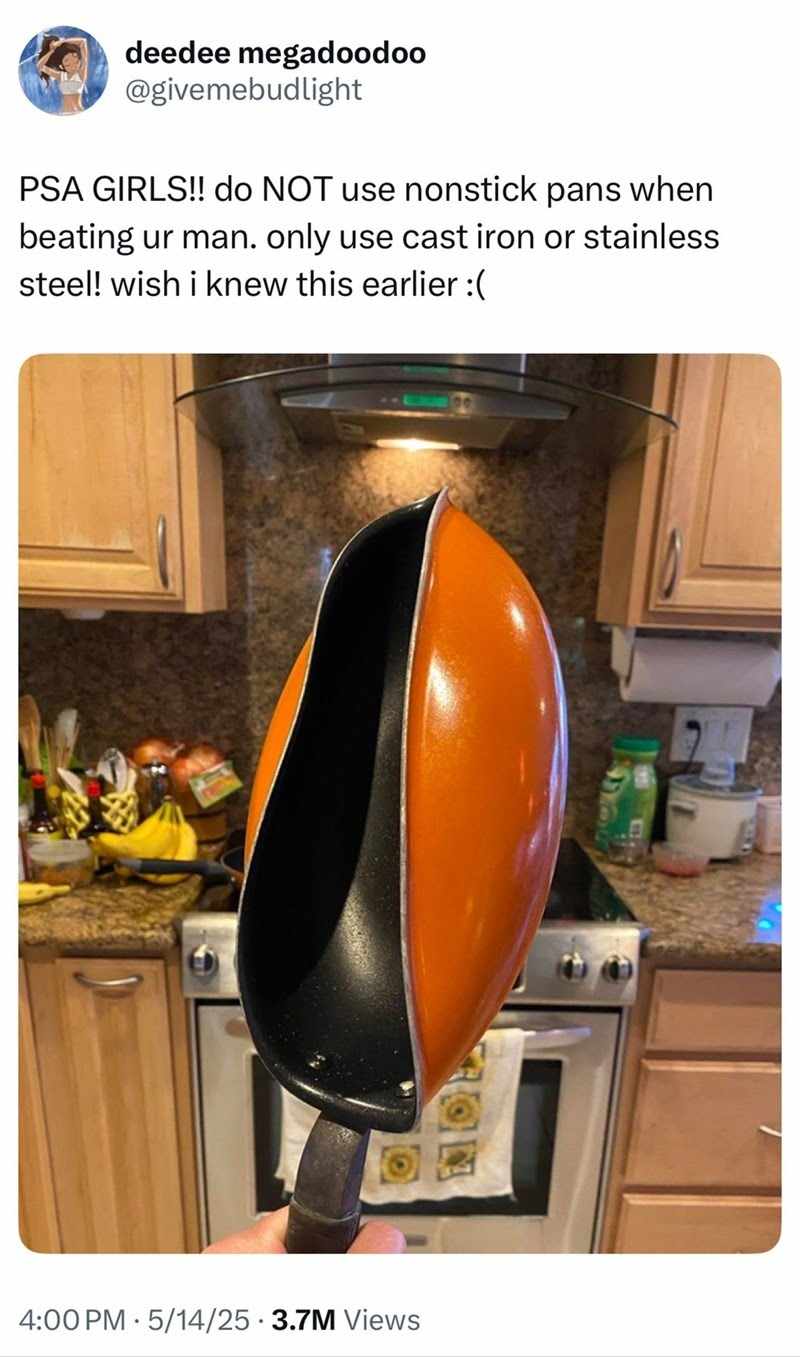 deedee megadoodoo
@givemebudlight
PSA GIRLS!! do NOT use nonstick pans when
beating ur man. only use cast iron or stainless
steel! wish i knew this earlier :(
4:00 PM · 5/14/25 · 3.7M Views